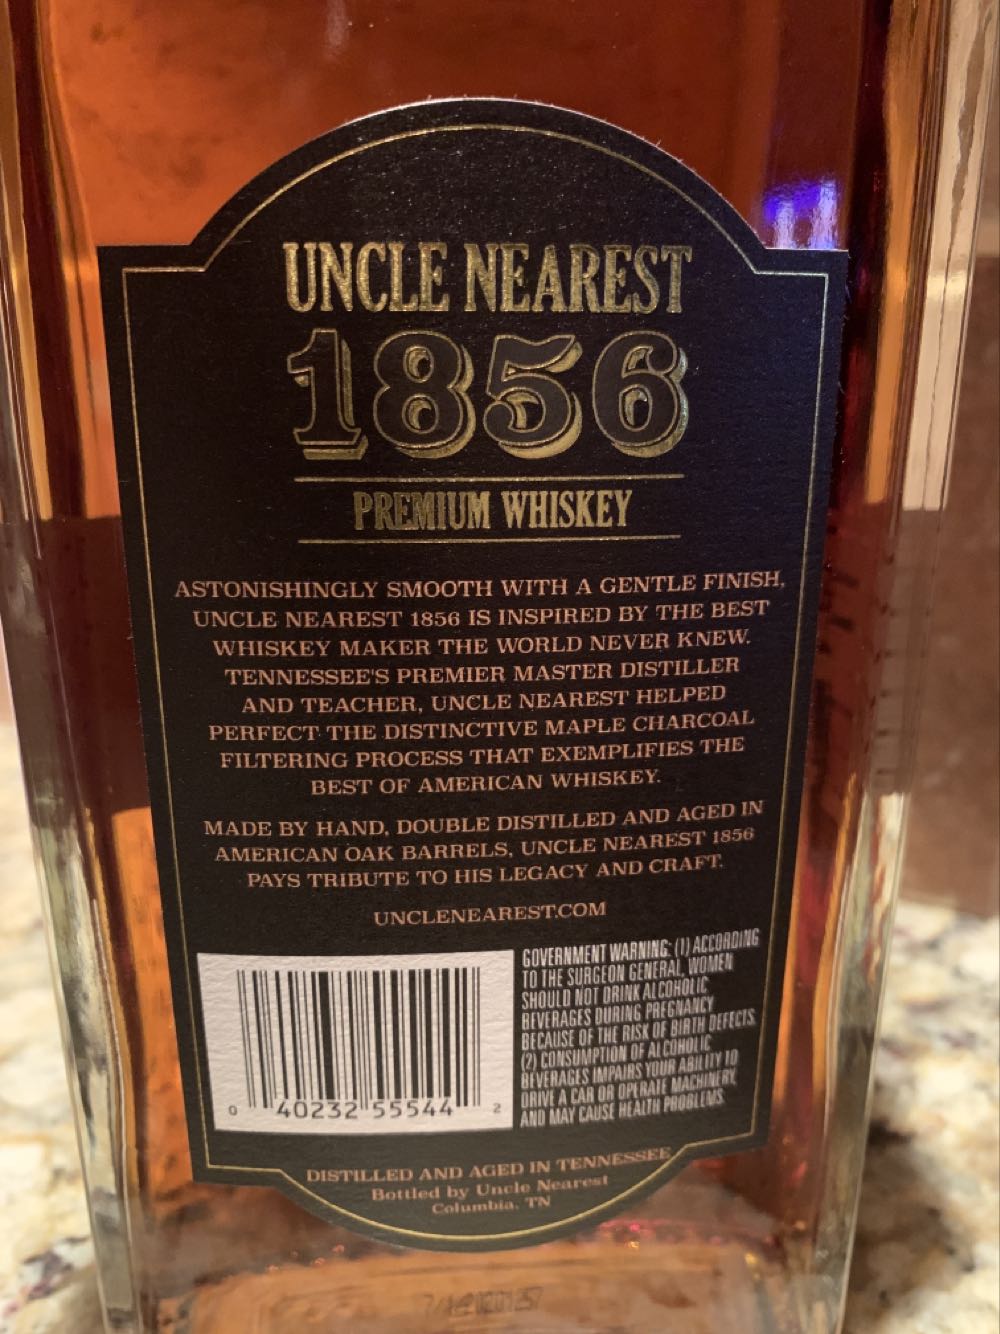 UNCLE NEAREST
1856
PREMIUM WHISKEY
ASTONISHINGLY SMOOTH WITH A GENTLE FINISH,
UNCLE NEAREST 1856 IS INSPIRED BY THE BEST
WHISKEY MAKER THE WORLD NEVER KNEW.
TENNESSEE'S PREMIER MASTER DISTILLER
AND TEACHER, UNCLE NEAREST HELPED
PERFECT THE DISTINCTIVE MAPLE CHARCOAL
FILTERING PROCESS THAT EXEMPLIFIES THE
BEST OF AMERICAN WHISKEY.
MADE BY HAND, DOUBLE DISTILLED AND AGED IN
AMERICAN OAK BARRELS, UNCLE NEAREST 1856
PAYS TRIBUTE TO HIS LEGACY AND CRAFT.
UNCLENEAREST.COM
GOVERNMENT WARNING: (1) ACCORDING
TO THE SURGEON GENERAL, WOMEN
SHOULD NOT DRINK ALCOHOLIC
BEVERAGES DURING PREGNANCY
BECAUSE OF THE RISK OF BIRTH DEFECTS.
(2) CONSUMPTION OF ALCOHOLIC
BEVERAGES IMPAIRS YOUR ABILITY TO
DRIVE A CAR OR OPERATE MACHINERY,
AND MAY CAUSE HEALTH PROBLEMS.
0 40232 55544 2
DISTILLED AND AGED IN TENNESSEE
Bottled by Uncle Nearest
Columbia, TN